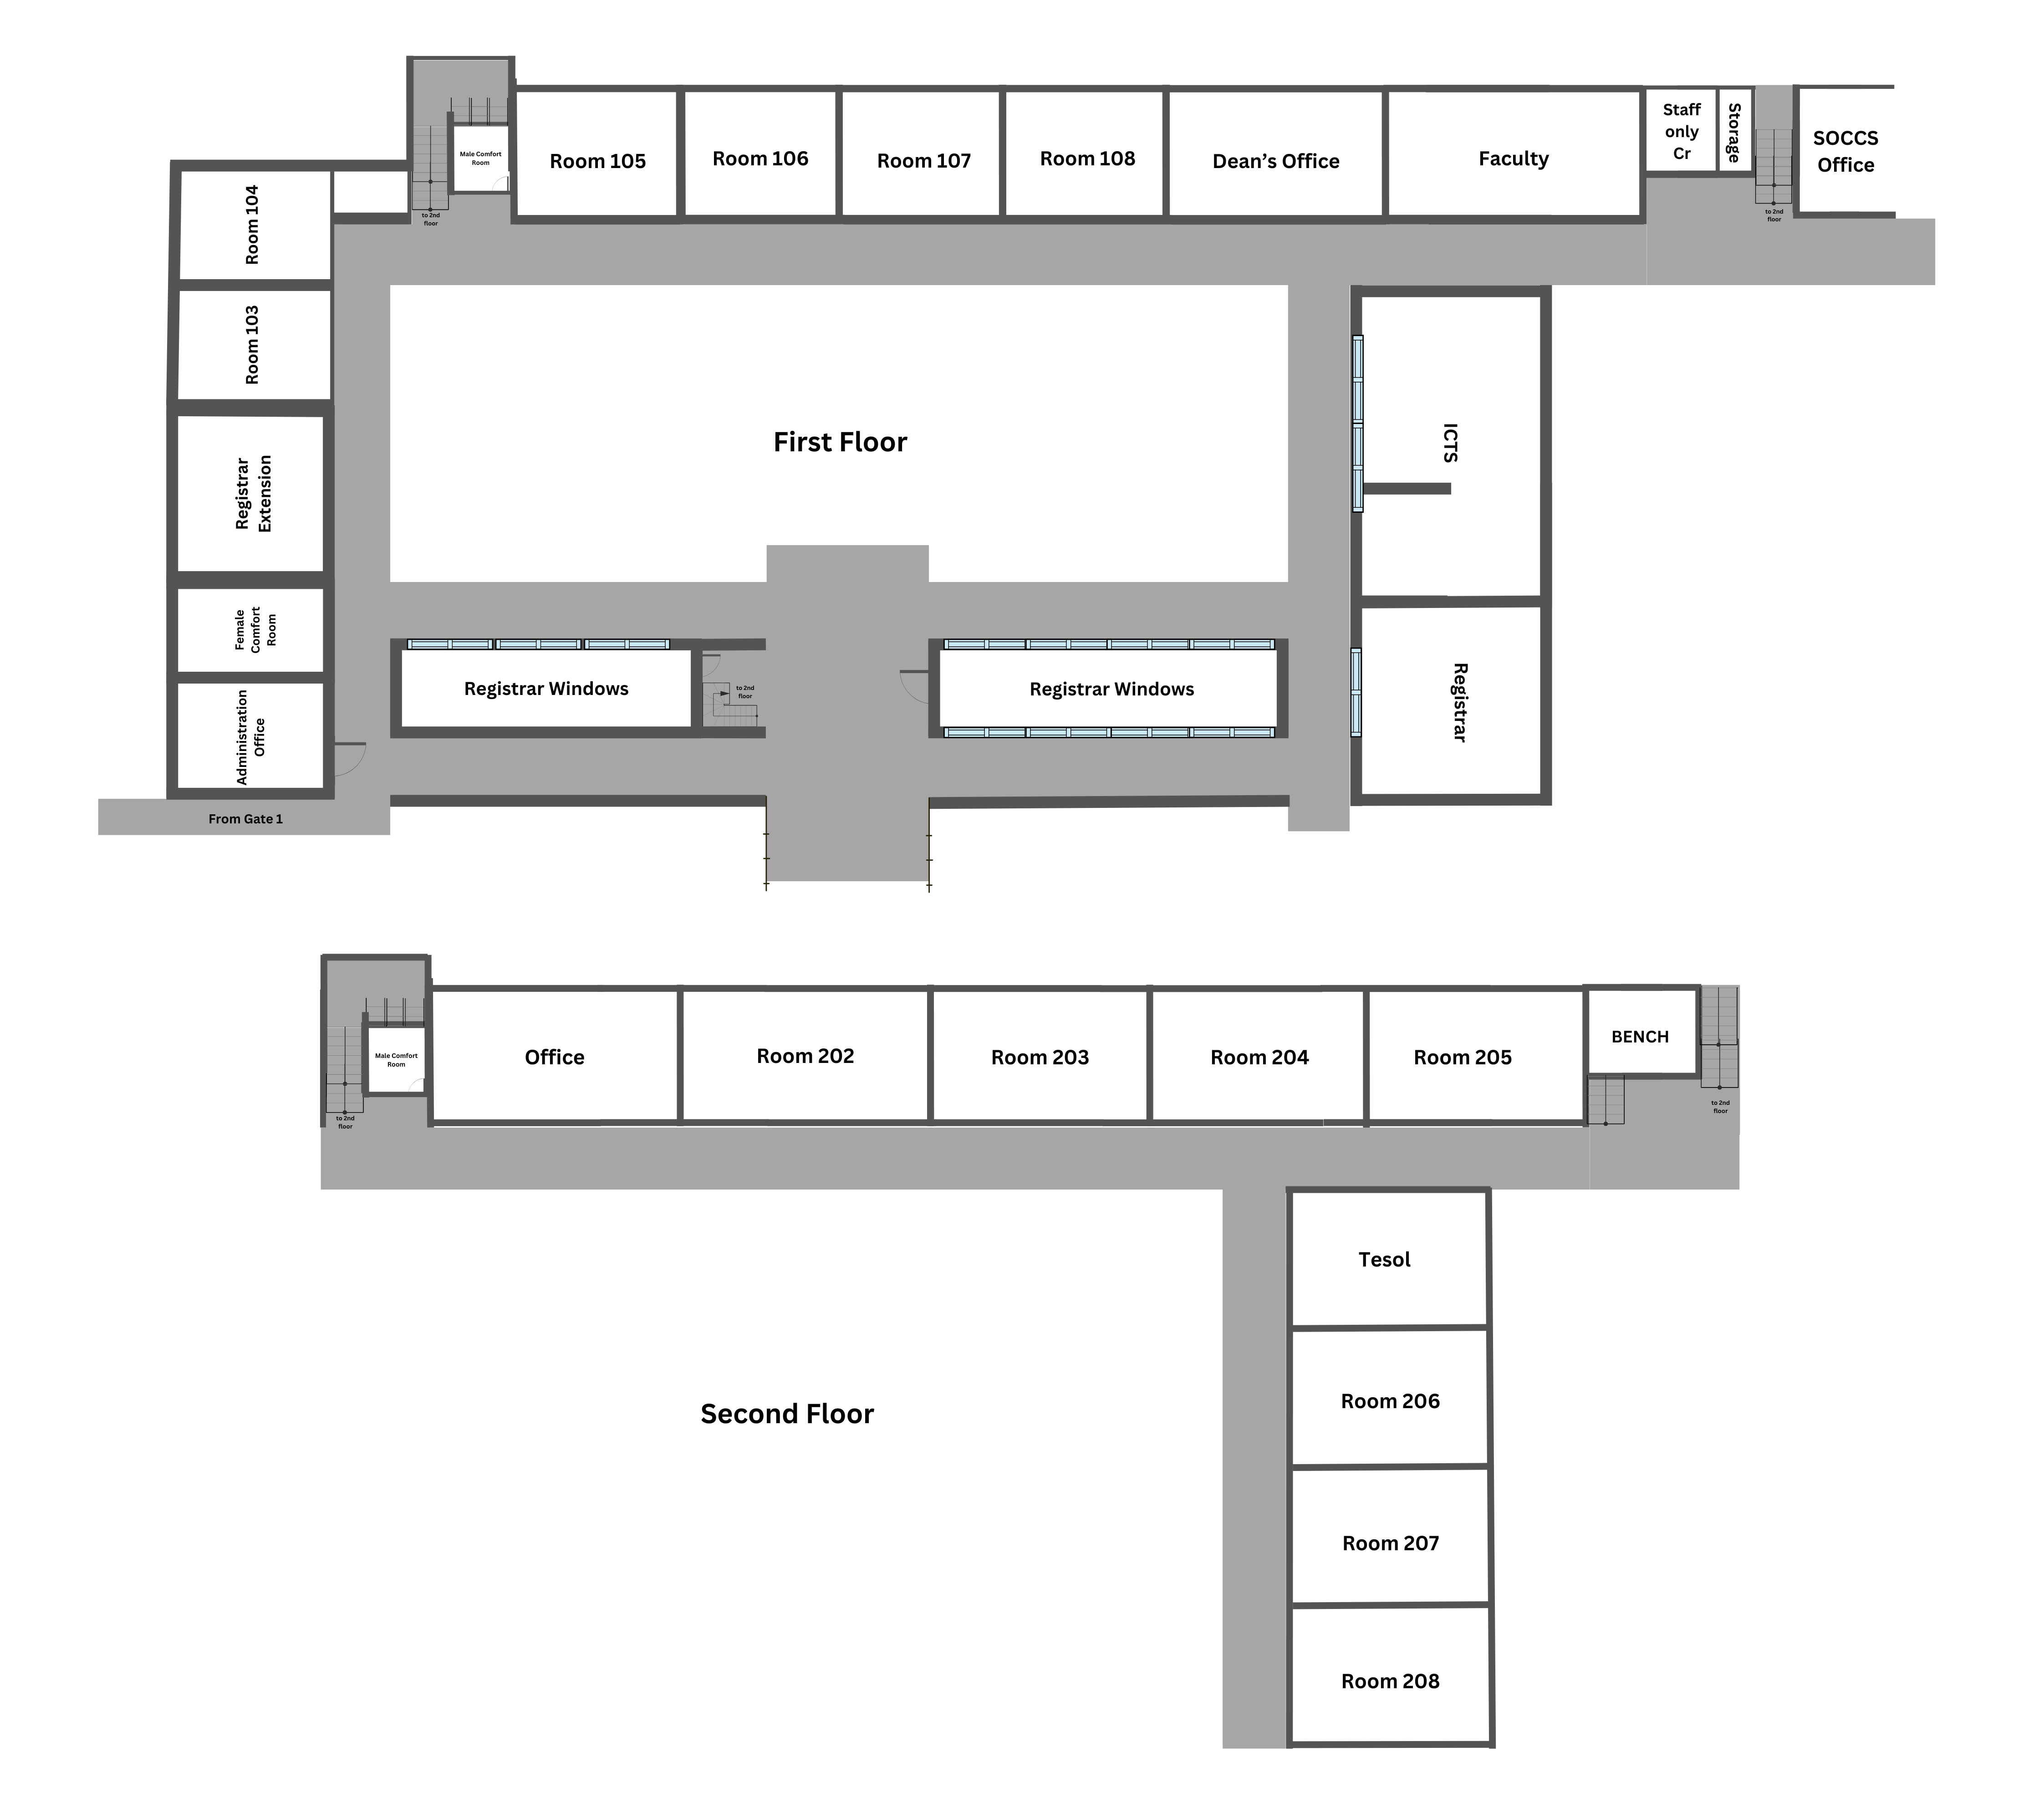 Room 105
Room 106
Room 107
Room 108
Dean's Office
Faculty
Staff
only
Cr
Storage
SOCCS
Office
Male Comfort
Room
to 2nd
floor
to 2nd
floor
Room 104
Room 103
Registrar
Extension
Female
Comfort
Room
Administration
Office
From Gate 1
First Floor
ICTS
Registrar
Registrar Windows
to 2nd
floor
Registrar Windows
Male Comfort
Room
to 2nd
floor
Office
Room 202
Room 203
Room 204
Room 205
BENCH
to 2nd
floor
Tesol
Room 206
Second Floor
Room 207
Room 208